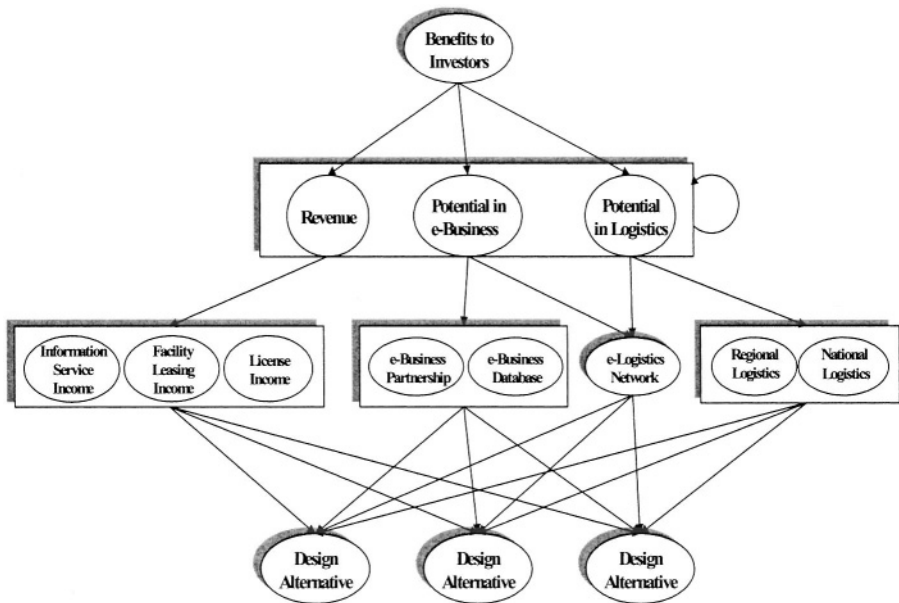 Benefits to
Investors
Revenue
Potential in
e-Business
Potential
in Logistics
Information
Service
Income
Facility
Leasing
Income
License
Income
e-Business
Partnership
e-Business
Database
e-Logistics
Network
Regional
Logistics
National
Logistics
Design
Alternative
Design
Alternative
Design
Alternative